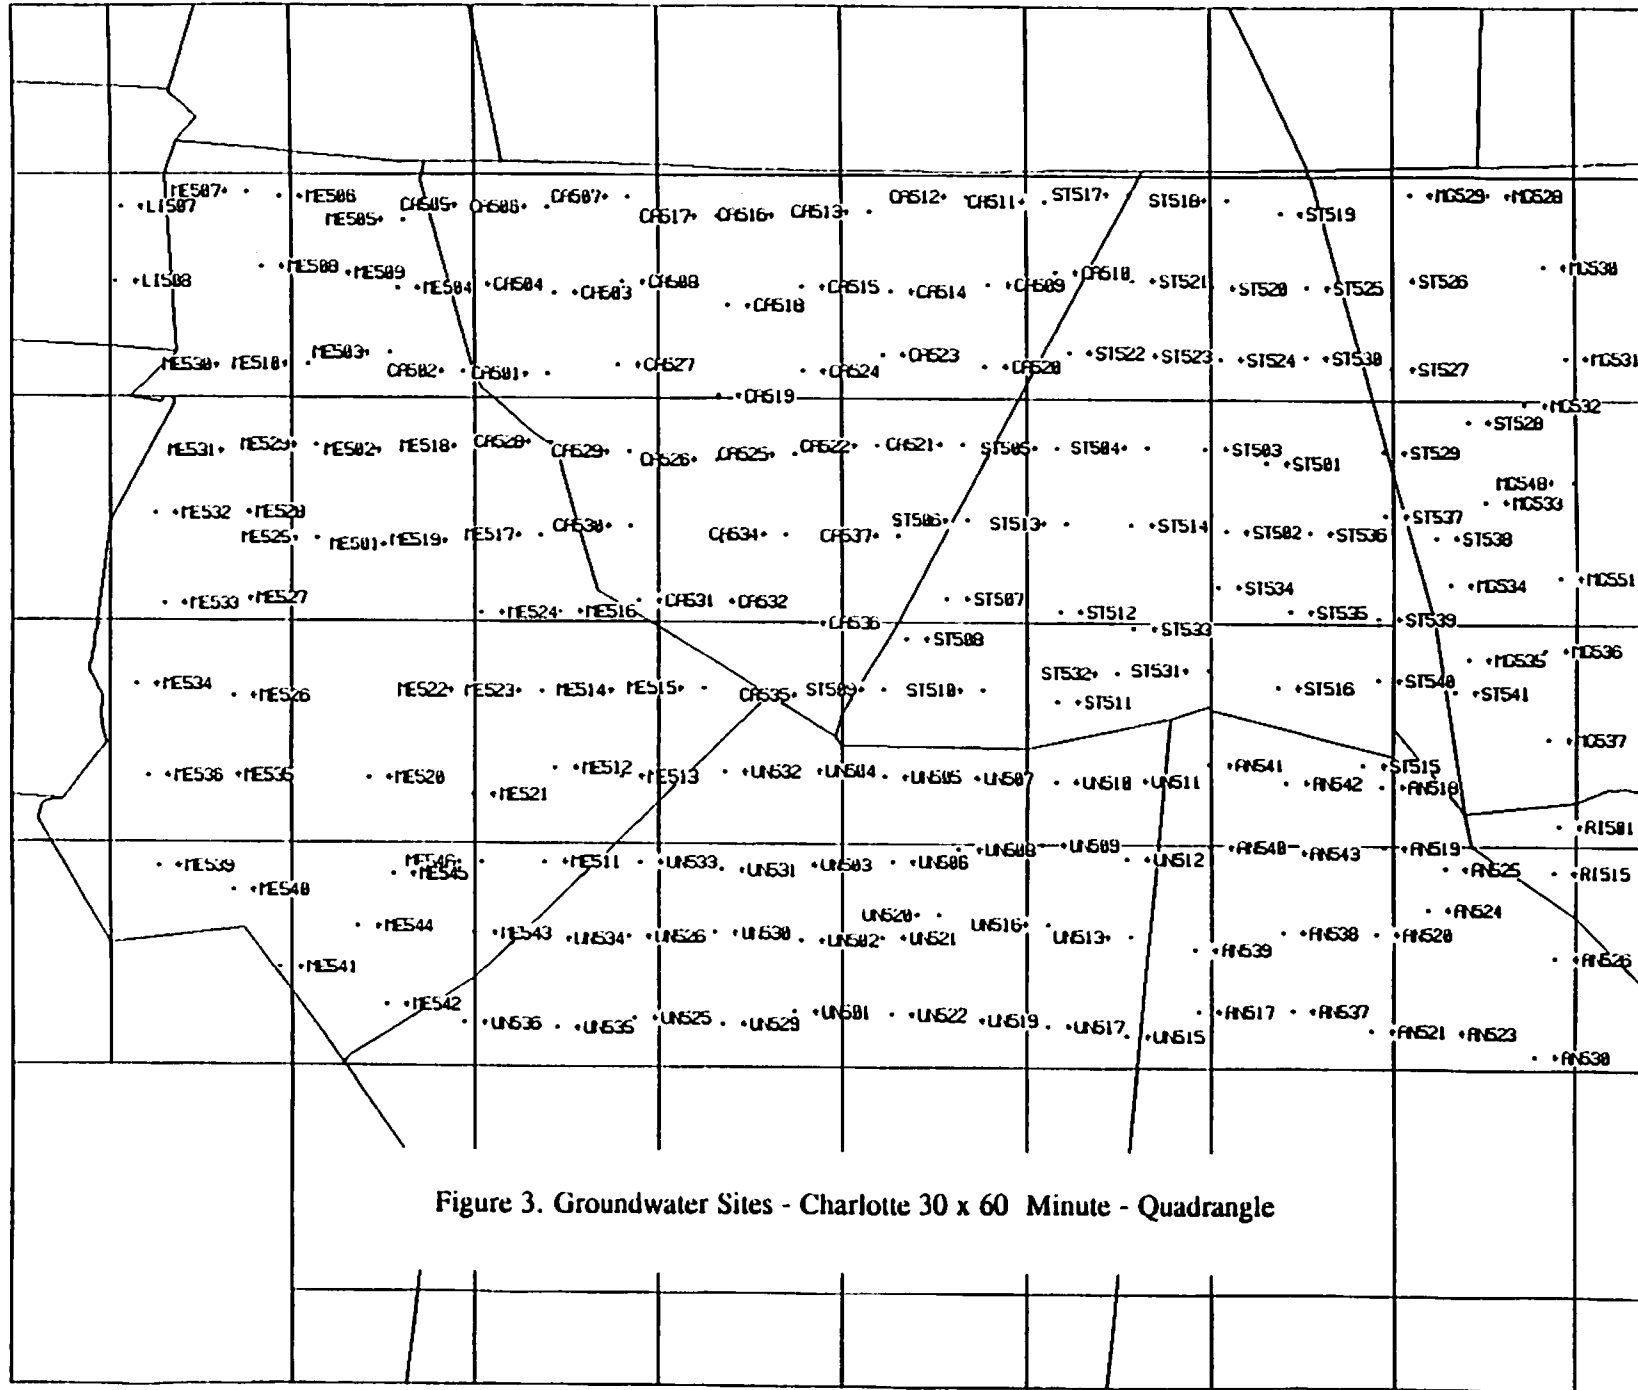 ME507 ME506 CA505 CA506 CA507 CA512 CA511 ST517 ST518 MG529 MG528
LI507 ME505 CA517 CA516 CA513 ST519
LI508 ME508 ME509 ME504 CA504 CA503 CA508 CA518 CA515 CA514 CA509 CA510 ST521 ST520 ST525 ST526 MG530
ME530 ME510 ME503 CA502 CA501 CA527 CA519 CA524 CA523 CA520 ST522 ST523 ST524 ST530 ST527 MG531
MG532
ME531 ME529 ME502 ME518 CA528 CA529 CA526 CA525 CA522 CA521 ST505 ST504 ST503 ST501 ST529 ST528
MG548
ME532 ME528 MG533
ME525 ME501 ME519 ME517 CA530 CA534 CA537 ST506 ST513 ST514 ST502 ST536 ST537 ST538
ME533 ME527 ME524 ME516 CA531 CA532 CA536 ST507 ST512 ST534 ST535 MG534 MG551
ST508 ST533 ST539
ME534 ME526 ME522 ME523 ME514 ME515 CA535 ST509 ST510 ST532 ST531 ST516 ST540 ST541 MG535 MG536
ST511
MG537
ME536 ME535 ME520 ME521 ME512 ME513 UN532 UN504 UN505 UN507 UN510 UN511 AN541 AN542 ST515 AN518
RI501
ME539 ME546 ME545 ME511 UN533 UN531 UN503 UN506 UN508 UN509 UN512 AN540 AN543 AN519 AN525 RI515
ME540
ME544 ME543 UN534 UN526 UN530 UN502 UN520 UN521 UN516 UN513 AN539 AN538 AN520 AN524
ME541 AN526
ME542 UN536 UN535 UN525 UN529 UN501 UN522 UN519 UN517 UN515 AN517 AN537 AN521 AN523
AN530
Figure 3. Groundwater Sites - Charlotte 30 x 60 Minute - Quadrangle